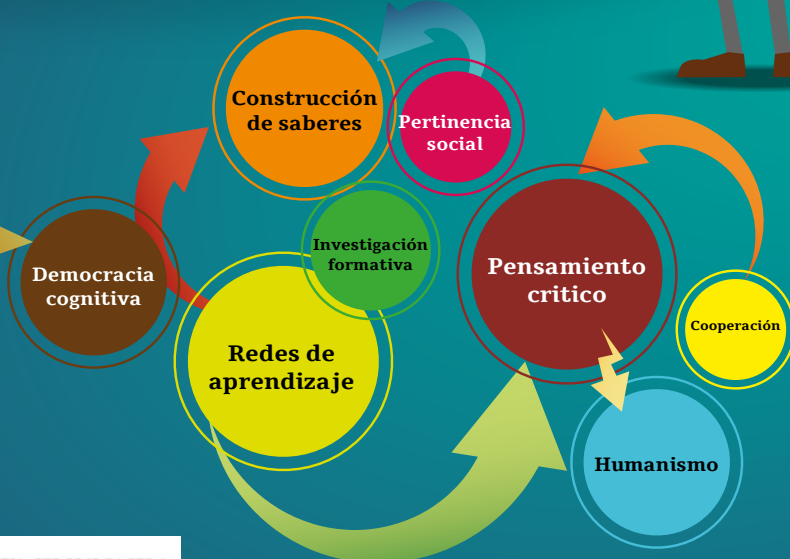 Construcción
de saberes
Pertinencia
social
Investigación
formativa
Democracia
cognitiva
Pensamiento
critico
Redes de
aprendizaje
Cooperación
Humanismo